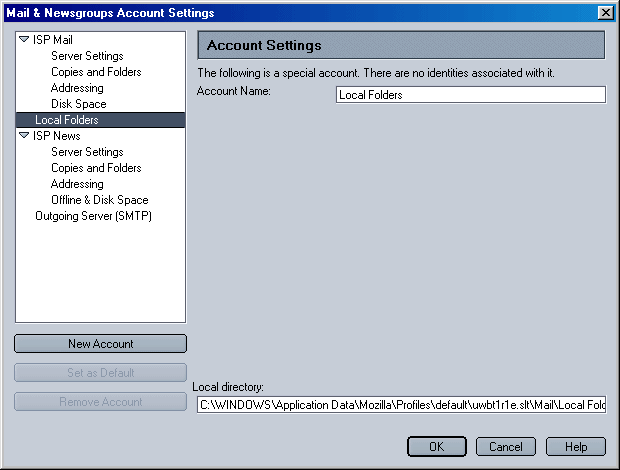 Mail & Newsgroups Account Settings
ISP Mail
Server Settings
Copies and Folders
Addressing
Disk Space
Local Folders
ISP News
Server Settings
Copies and Folders
Addressing
Offline & Disk Space
Outgoing Server (SMTP)
New Account
Set as Default
Remove Account
Account Settings
The following is a special account. There are no identities associated with it.
Account Name: Local Folders
Local directory:
C:\WINDOWS\Application Data\Mozilla\Profiles\default\uwbt1r1e.slt\Mail\Local Fold
OK Cancel Help